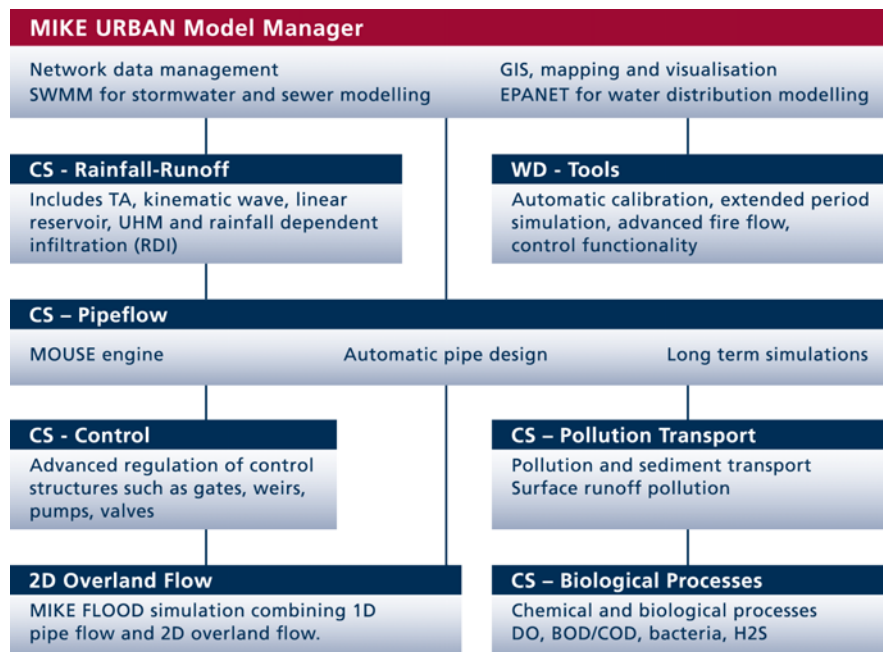 MIKE URBAN Model Manager
Network data management
SWMM for stormwater and sewer modelling
GIS, mapping and visualisation
EPANET for water distribution modelling
CS - Rainfall-Runoff
Includes TA, kinematic wave, linear
reservoir, UHM and rainfall dependent
infiltration (RDI)
WD - Tools
Automatic calibration, extended period
simulation, advanced fire flow,
control functionality
CS – Pipeflow
MOUSE engine
Automatic pipe design
Long term simulations
CS - Control
Advanced regulation of control
structures such as gates, weirs,
pumps, valves
CS – Pollution Transport
Pollution and sediment transport
Surface runoff pollution
2D Overland Flow
MIKE FLOOD simulation combining 1D
pipe flow and 2D overland flow.
CS – Biological Processes
Chemical and biological processes
DO, BOD/COD, bacteria, H2S